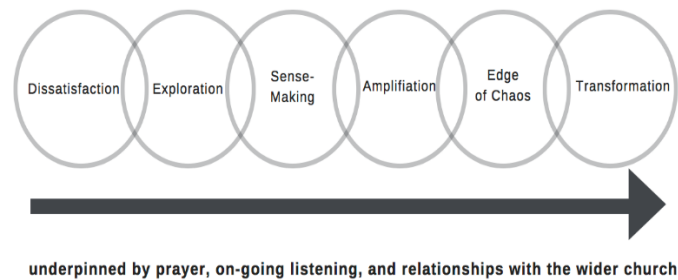 Dissatisfaction
Exploration
Sense-
Making
Amplifiation
Edge
of Chaos
Transformation
underpinned by prayer, on-going listening, and relationships with the wider church